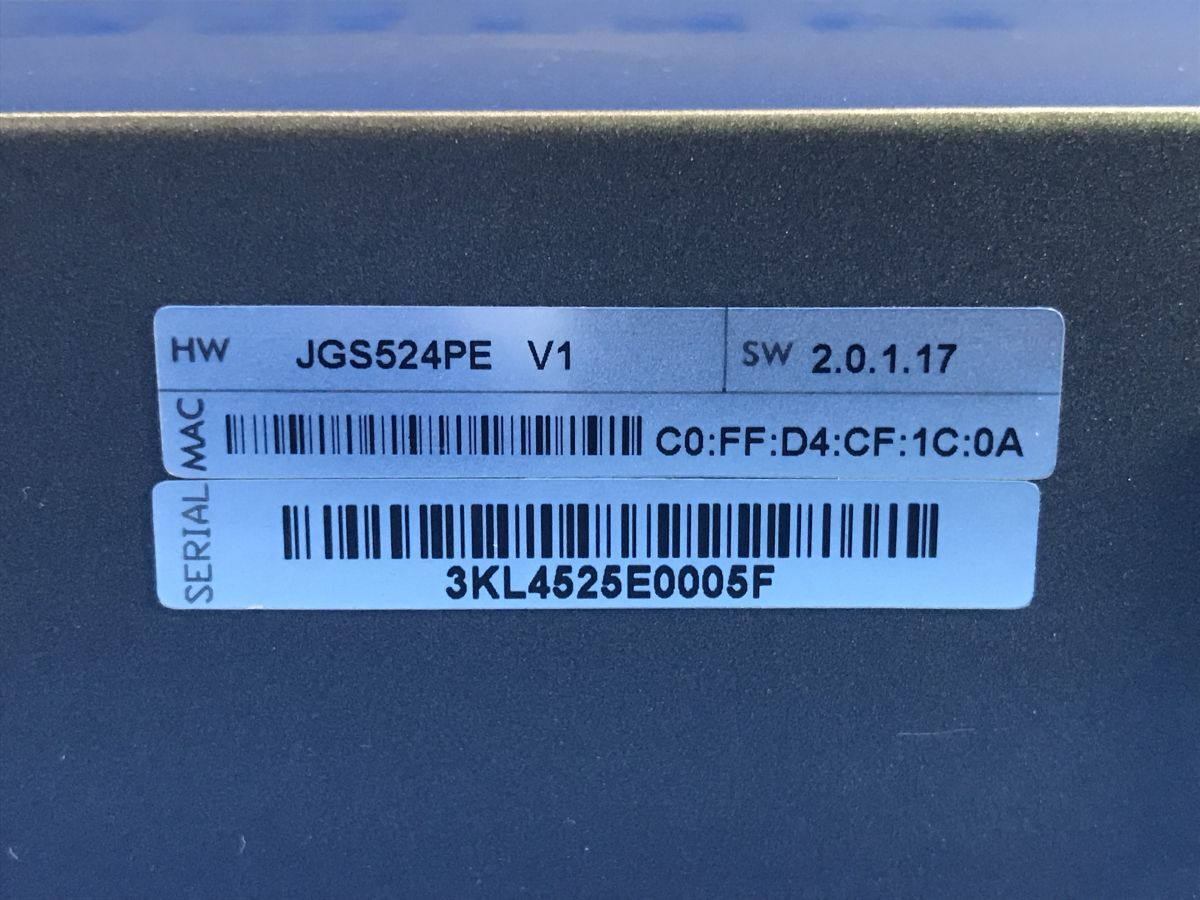 HW JGS524PE V1 SW 2.0.1.17
MAC C0:FF:D4:CF:1C:0A
SERIAL
3KL4525E0005F